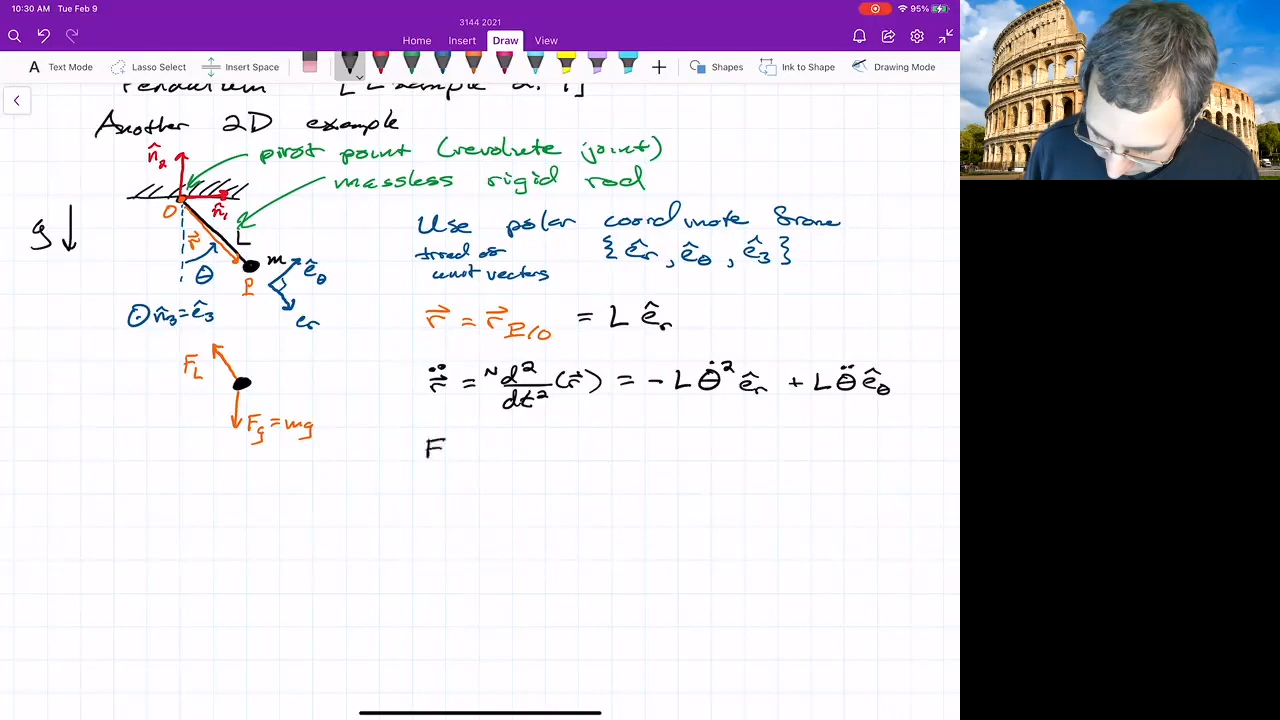 10:30 AM Tue Feb 9
95%
3144 2021
Home Insert Draw View
Text Mode Lasso Select Insert Space Shapes Ink to Shape Drawing Mode
Another 2D example
n̂₂
pivot point (revolute joint)
massless rigid rod
O n̂₁
g L
r⃗
θ m ê_θ
P
⊙ n̂₃ = ê₃ er
Use polar coordinate frame
triad of unit vectors {ê_r, ê_θ, ê₃}
r⃗ = r⃗_P/O = L ê_r
r̈⃗ = ᴺd²/dt² (r⃗) = - L θ̇² ê_r + L θ̈ ê_θ
F_L
F_g = mg
F